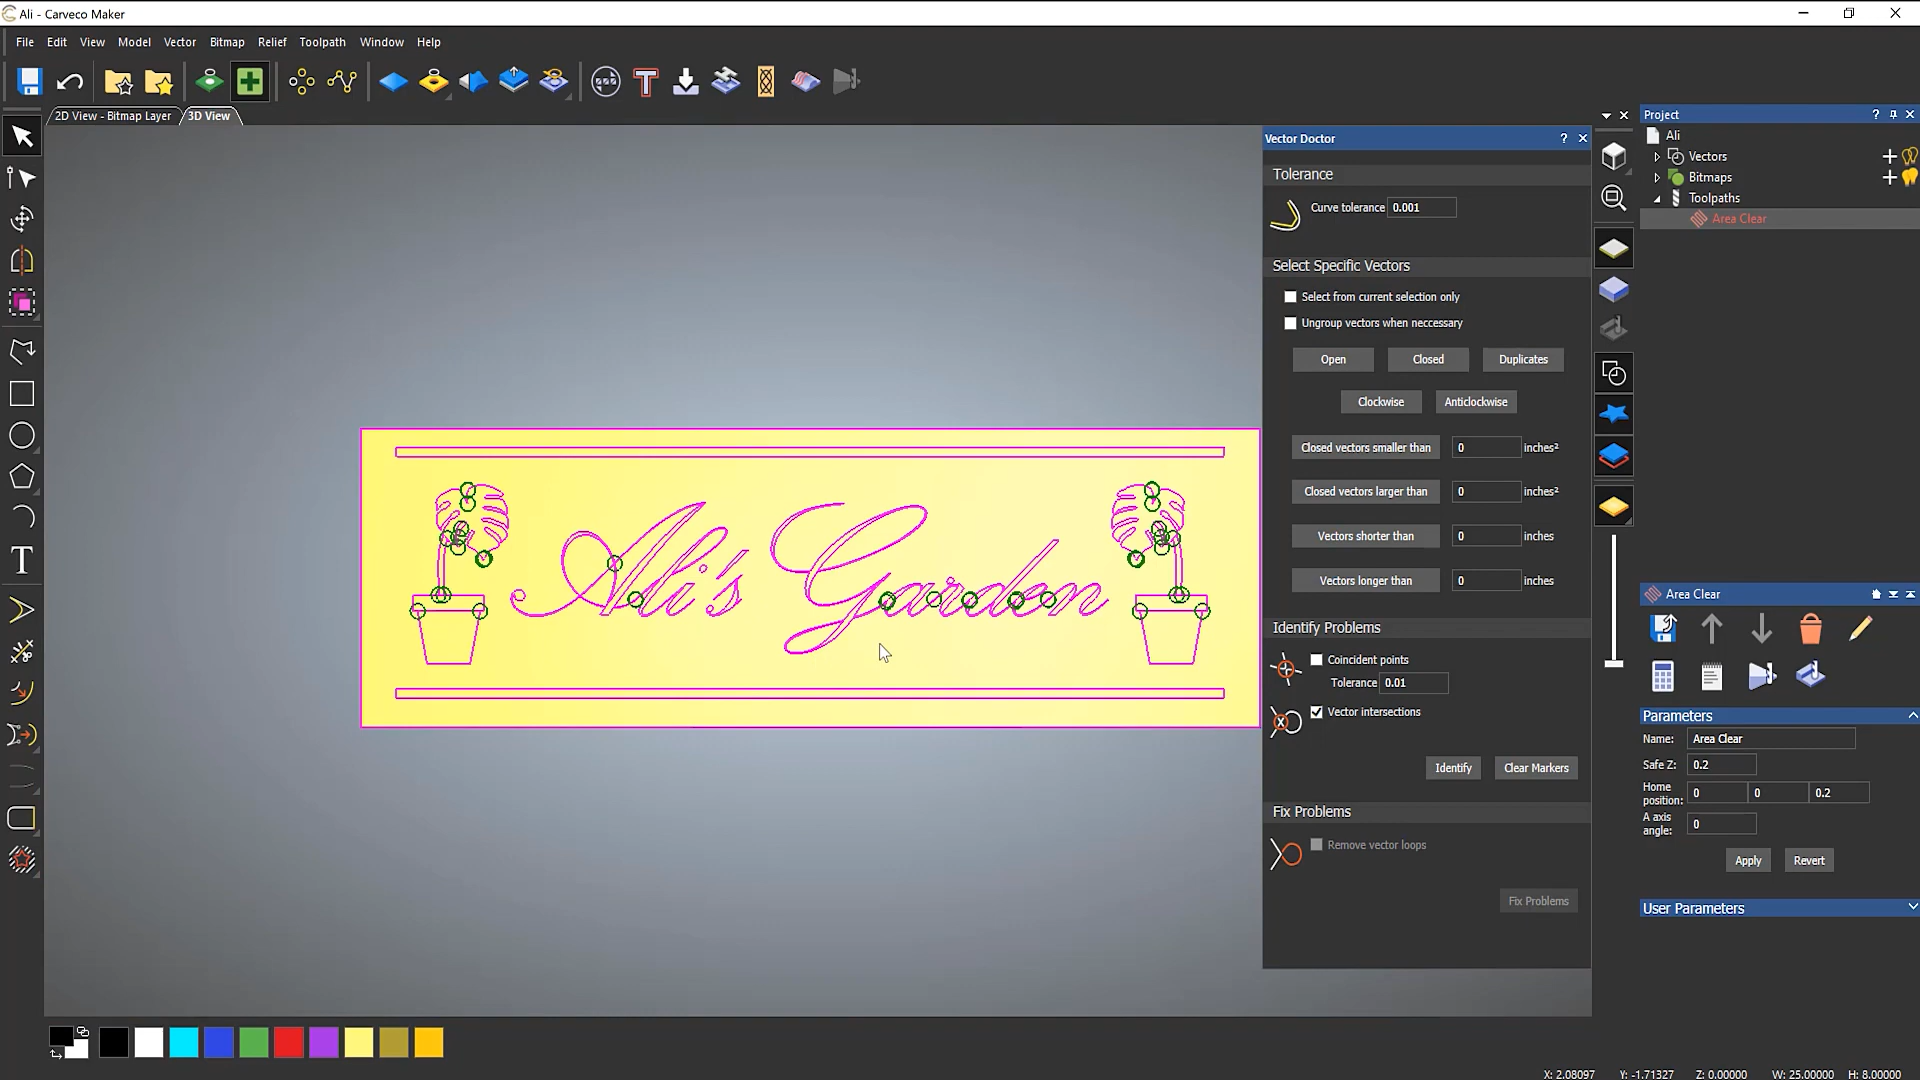 Ali - Carveco Maker
File Edit View Model Vector Bitmap Relief Toolpath Window Help
2D View - Bitmap Layer 3D View
Ali's Garden
Vector Doctor ? ×
Tolerance
Curve tolerance 0.001
Select Specific Vectors
Select from current selection only
Ungroup vectors when neccessary
Open Closed Duplicates
Clockwise Anticlockwise
Closed vectors smaller than 0 inches²
Closed vectors larger than 0 inches²
Vectors shorter than 0 inches
Vectors longer than 0 inches
Identify Problems
Coincident points
Tolerance 0.01
Vector intersections
Identify Clear Markers
Fix Problems
Remove vector loops
Fix Problems
Project ?
Ali
Vectors
Bitmaps
Toolpaths
Area Clear
Area Clear
Parameters
Name: Area Clear
Safe Z: 0.2
Home position: 0 0 0.2
A axis angle: 0
Apply Revert
User Parameters
X: 2.08097 Y: -1.71327 Z: 0.00000 W: 25.00000 H: 8.00000